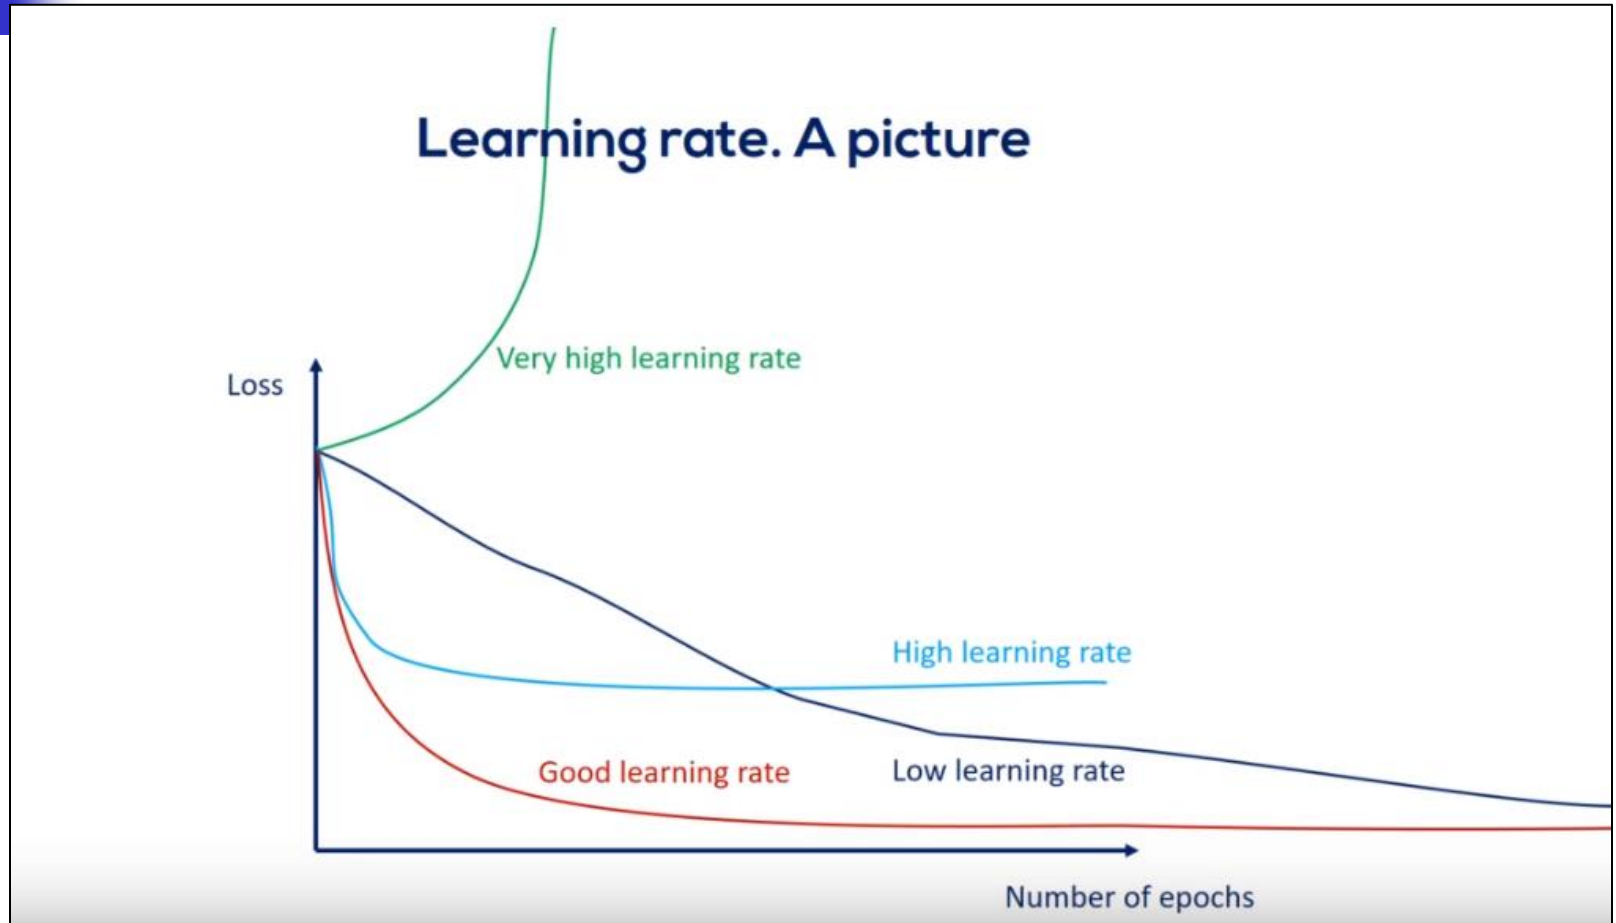 Learning rate. A picture
Very high learning rate
Loss
High learning rate
Good learning rate
Low learning rate
Number of epochs